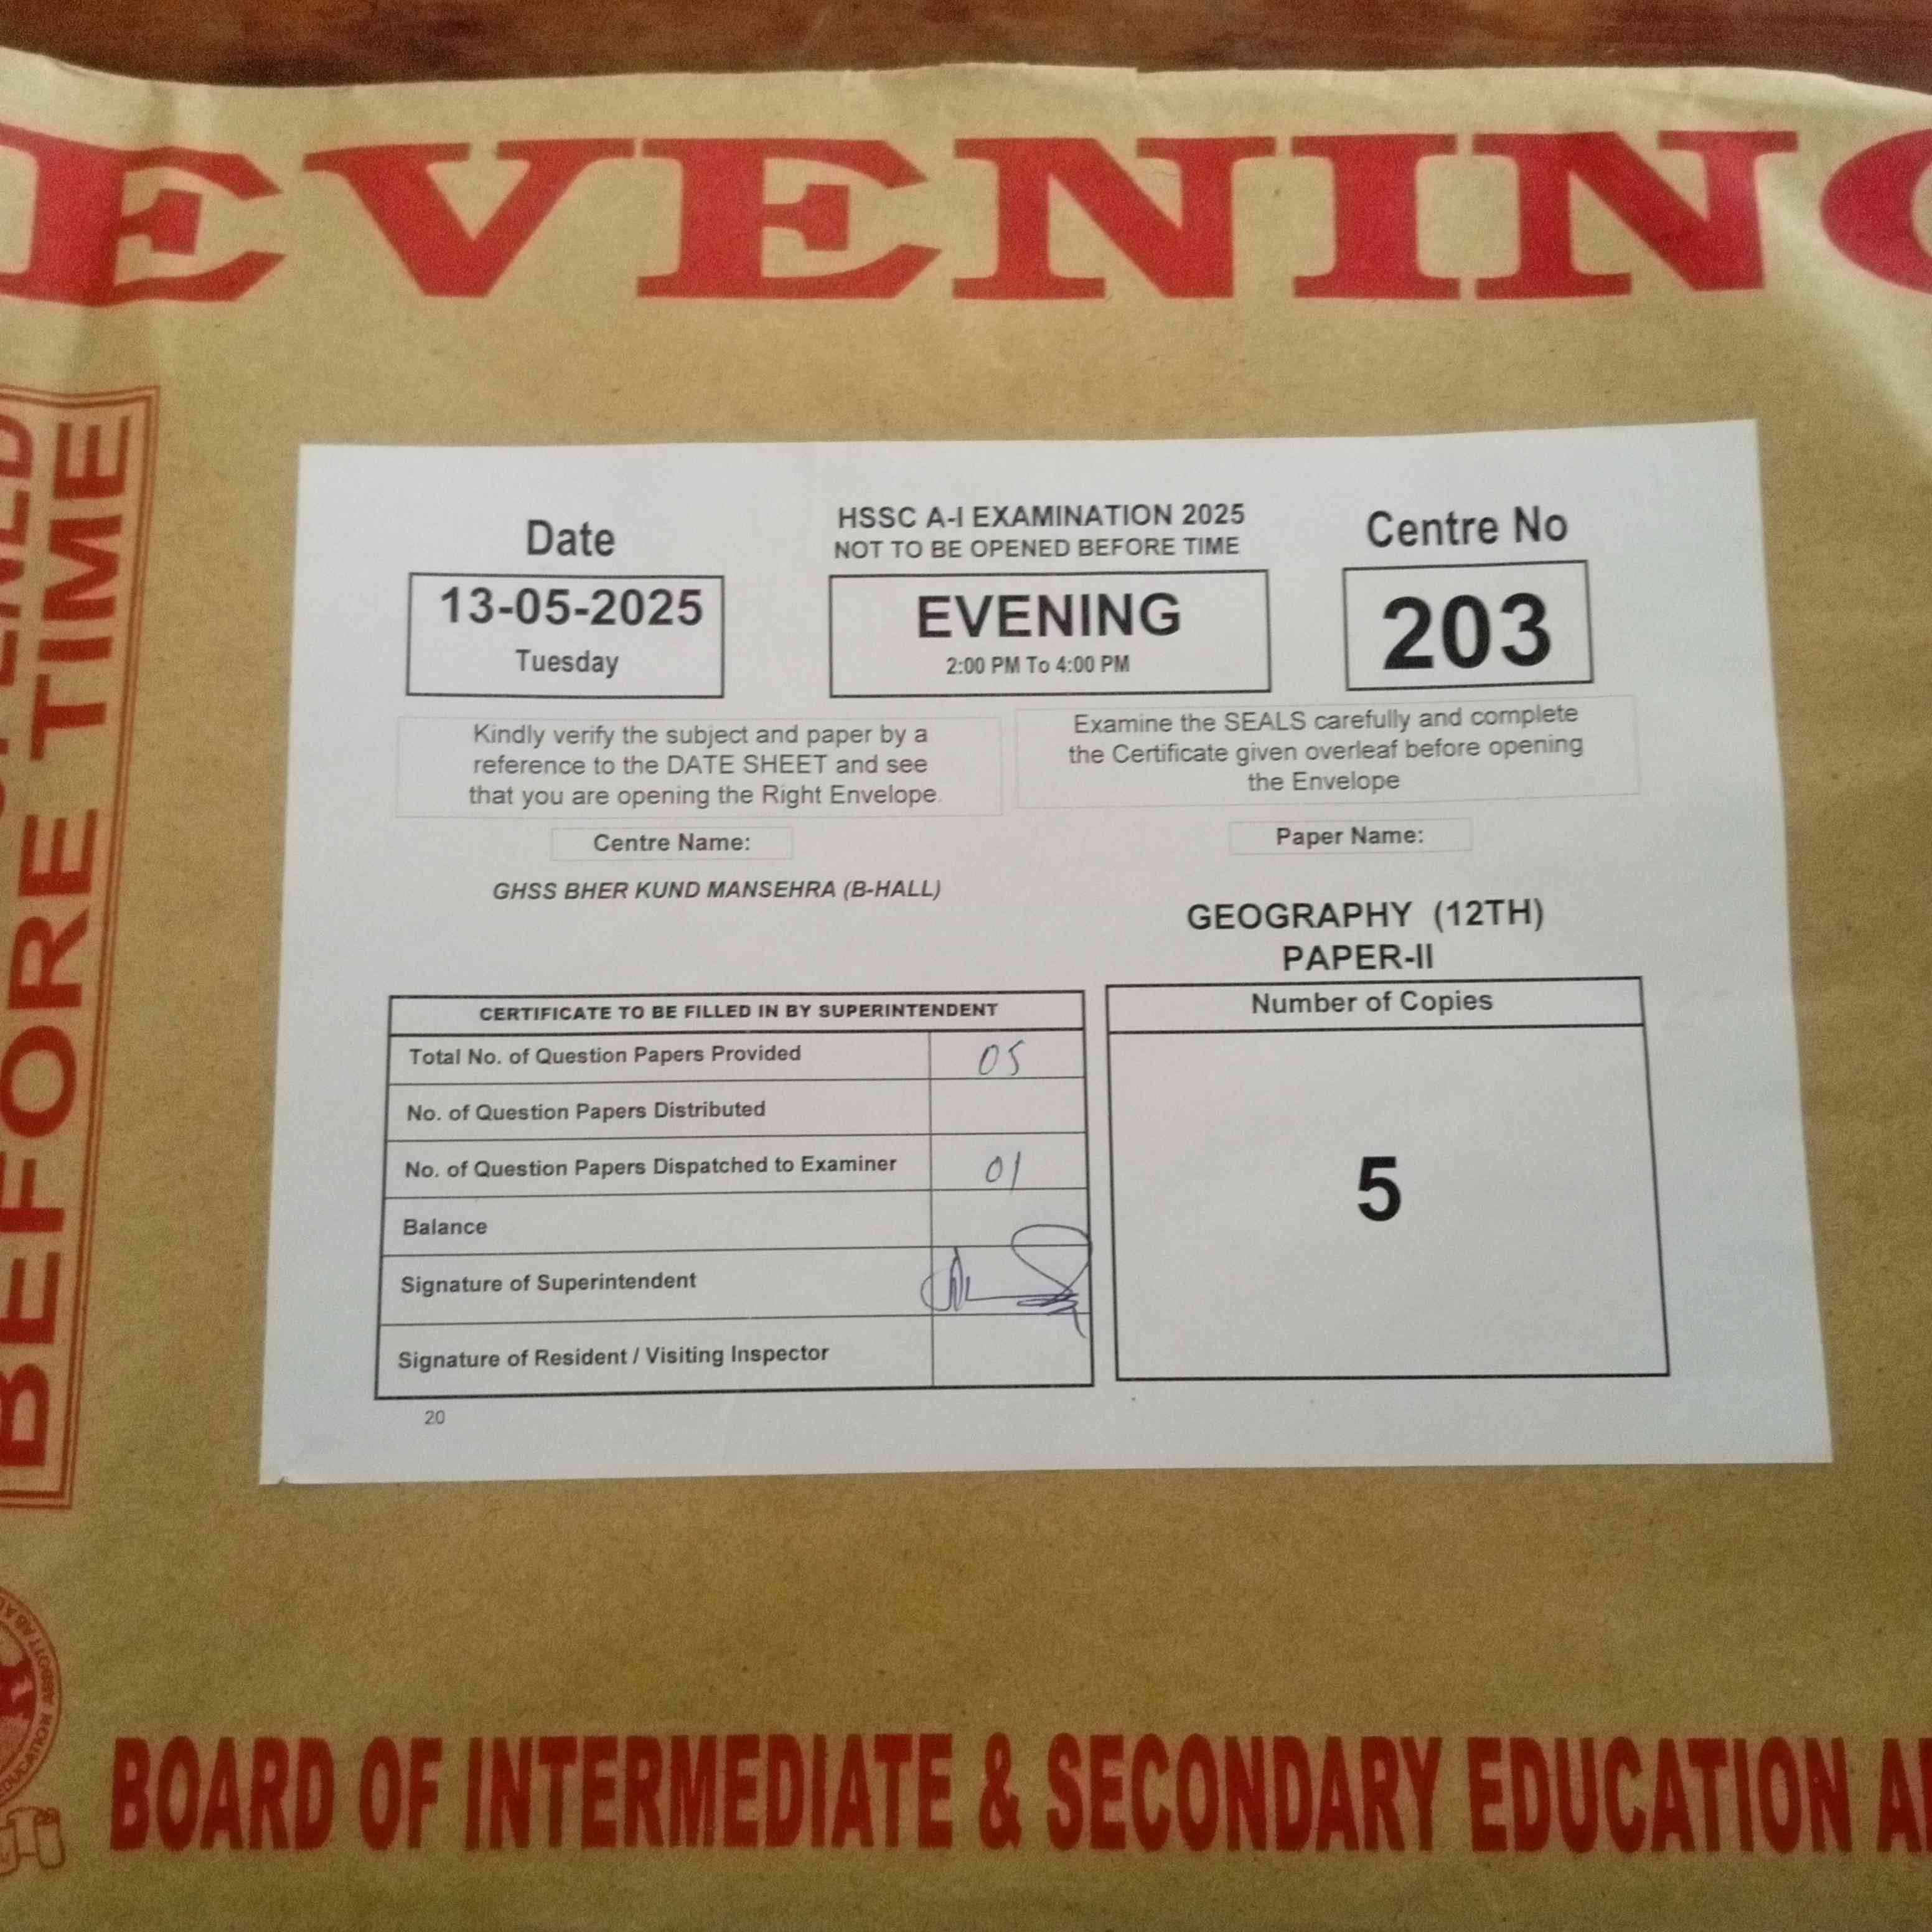 EVENING
BEFORE TIME
Date
HSSC A-I EXAMINATION 2025
NOT TO BE OPENED BEFORE TIME
Centre No
13-05-2025
Tuesday
EVENING
2:00 PM To 4:00 PM
203
Kindly verify the subject and paper by a
reference to the DATE SHEET and see
that you are opening the Right Envelope.
Examine the SEALS carefully and complete
the Certificate given overleaf before opening
the Envelope
Centre Name:
Paper Name:
GHSS BHER KUND MANSEHRA (B-HALL)
GEOGRAPHY (12TH)
PAPER-II
CERTIFICATE TO BE FILLED IN BY SUPERINTENDENT
Total No. of Question Papers Provided 05
No. of Question Papers Distributed
No. of Question Papers Dispatched to Examiner 01
Balance
Signature of Superintendent
Signature of Resident / Visiting Inspector
Number of Copies
5
20
BOARD OF INTERMEDIATE & SECONDARY EDUCATION